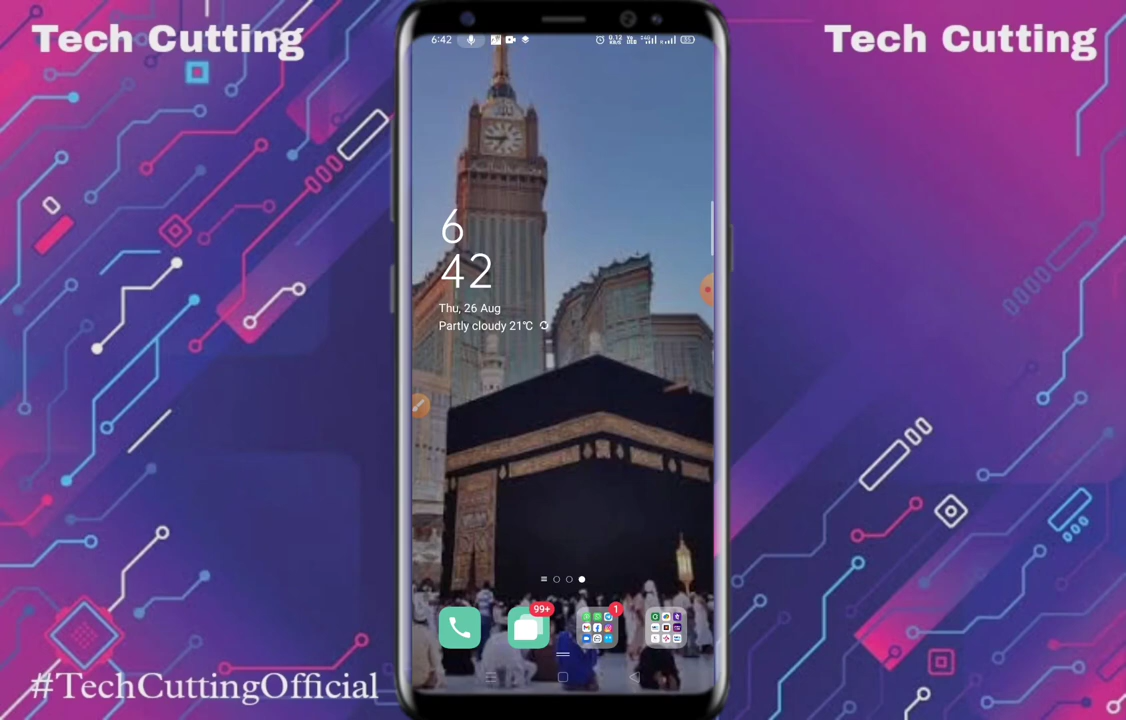 Tech Cutting
Tech Cutting
6:42
6
42
Thu, 26 Aug
Partly cloudy 21°C
99+
1
#TechCuttingOfficial